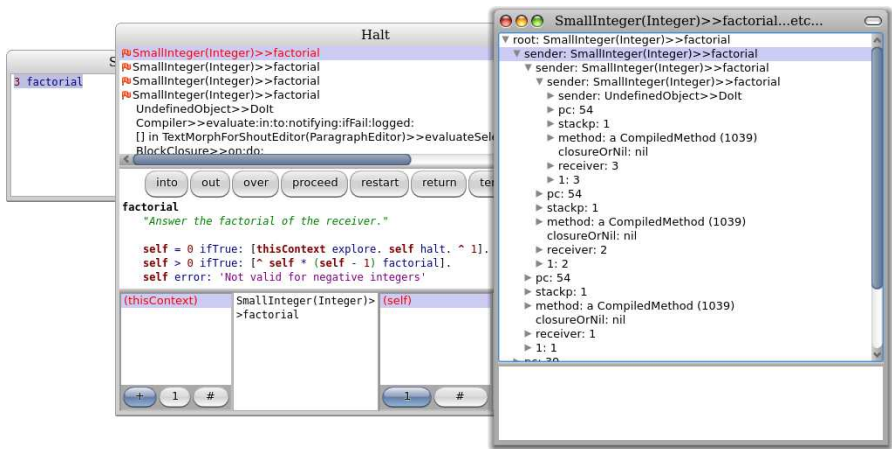 S
3 factorial
Halt
SmallInteger(Integer)>>factorial
SmallInteger(Integer)>>factorial
SmallInteger(Integer)>>factorial
SmallInteger(Integer)>>factorial
UndefinedObject>>DoIt
Compiler>>evaluate:in:to:notifying:ifFail:logged:
[] in TextMorphForShoutEditor(ParagraphEditor)>>evaluateSele
BlockClosure>>on:do:
into out over proceed restart return te
factorial
"Answer the factorial of the receiver."
self = 0 ifTrue: [thisContext explore. self halt. ^ 1].
self > 0 ifTrue: [^ self * (self - 1) factorial].
self error: 'Not valid for negative integers'
(thisContext)
+ 1 #
SmallInteger(Integer)>
>factorial
(self)
1 #
SmallInteger(Integer)>>factorial...etc...
root: SmallInteger(Integer)>>factorial
sender: SmallInteger(Integer)>>factorial
sender: SmallInteger(Integer)>>factorial
sender: SmallInteger(Integer)>>factorial
sender: UndefinedObject>>DoIt
pc: 54
stackp: 1
method: a CompiledMethod (1039)
closureOrNil: nil
receiver: 3
1: 3
pc: 54
stackp: 1
method: a CompiledMethod (1039)
closureOrNil: nil
receiver: 2
1: 2
pc: 54
stackp: 1
method: a CompiledMethod (1039)
closureOrNil: nil
receiver: 1
1: 1
pc: 39